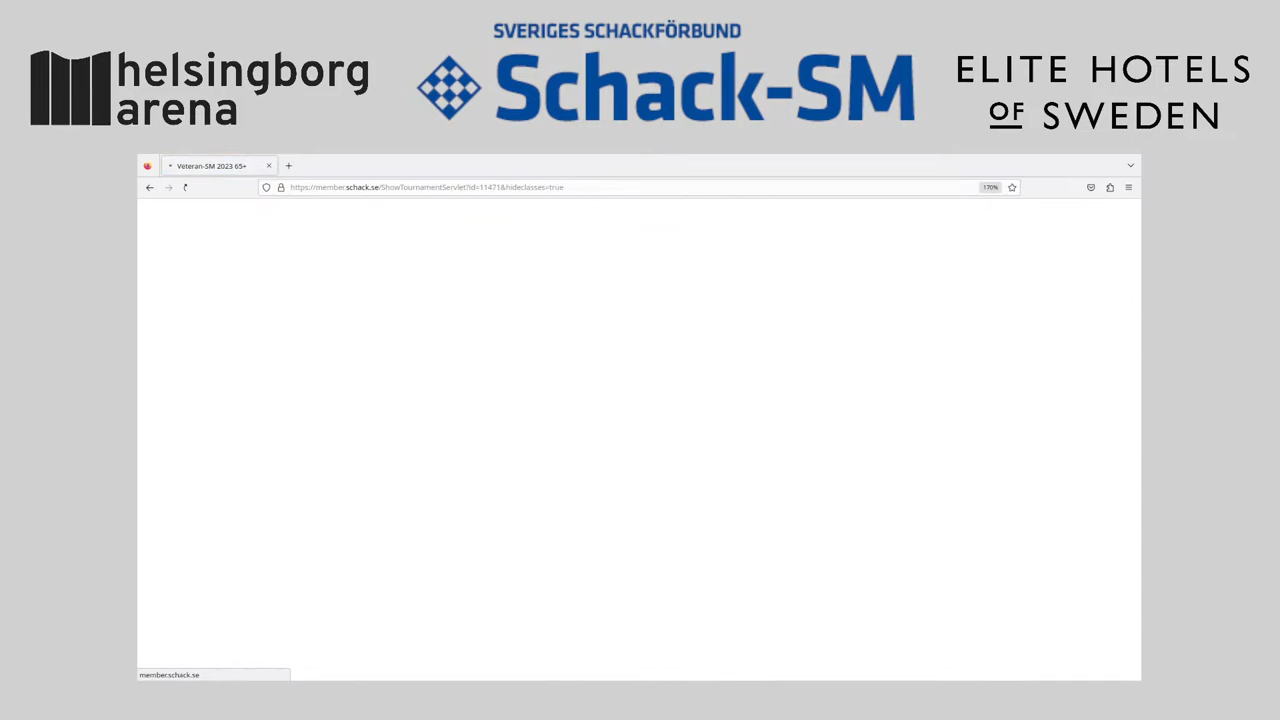 helsingborg
arena
SVERIGES SCHACKFÖRBUND
Schack-SM
ELITE HOTELS
OF SWEDEN
Veteran-SM 2023 65+
https://member.schack.se/ShowTournamentServlet?id=11471&hideclasses=true
170%
member.schack.se